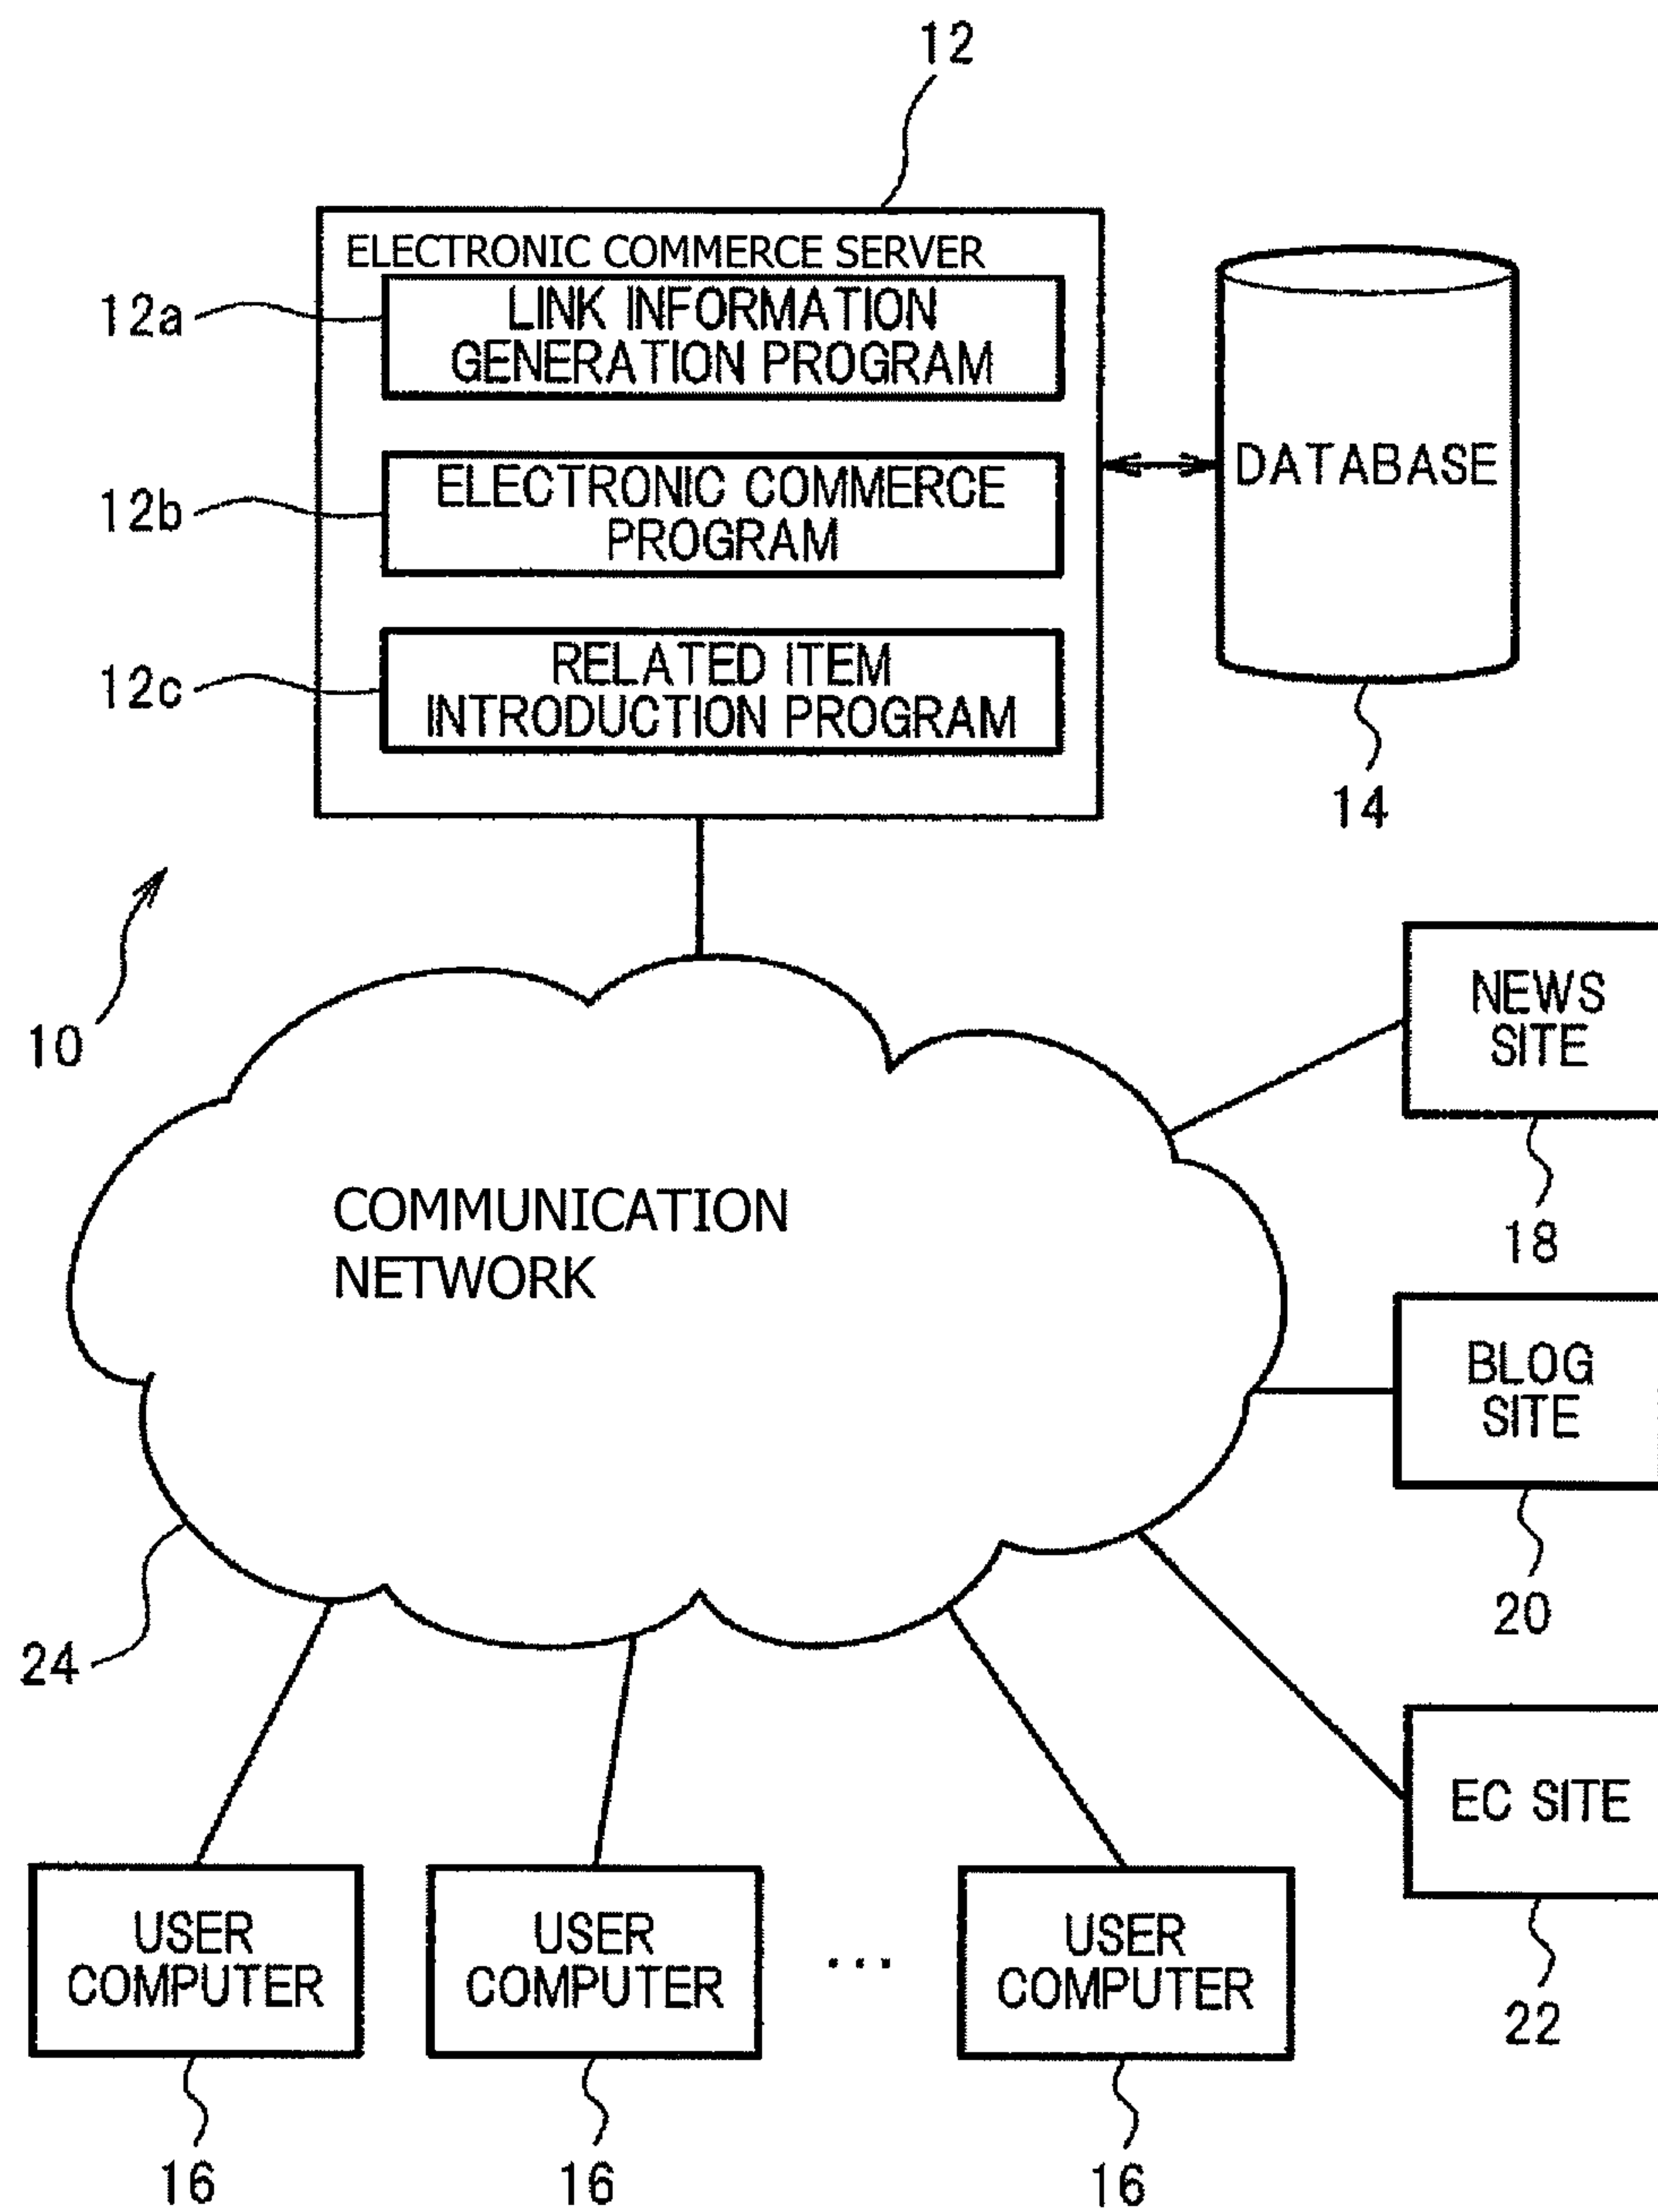 12
ELECTRONIC COMMERCE SERVER
12a
LINK INFORMATION
GENERATION PROGRAM
12b
ELECTRONIC COMMERCE
PROGRAM
12c
RELATED ITEM
INTRODUCTION PROGRAM
DATABASE
14
10
COMMUNICATION
NETWORK
24
NEWS
SITE
18
BLOG
SITE
20
EC SITE
22
USER
COMPUTER
16
USER
COMPUTER
16
...
USER
COMPUTER
16